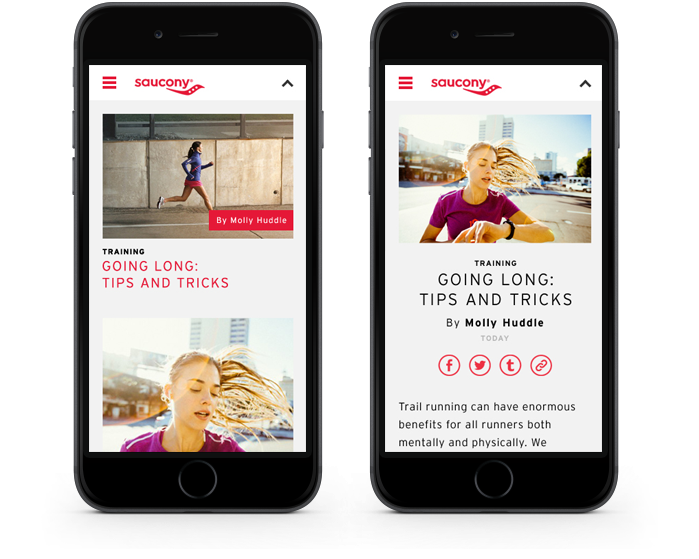 saucony®
By Molly Huddle
TRAINING
GOING LONG:
TIPS AND TRICKS
saucony®
TRAINING
GOING LONG:
TIPS AND TRICKS
By Molly Huddle
TODAY
Trail running can have enormous
benefits for all runners both
mentally and physically. We